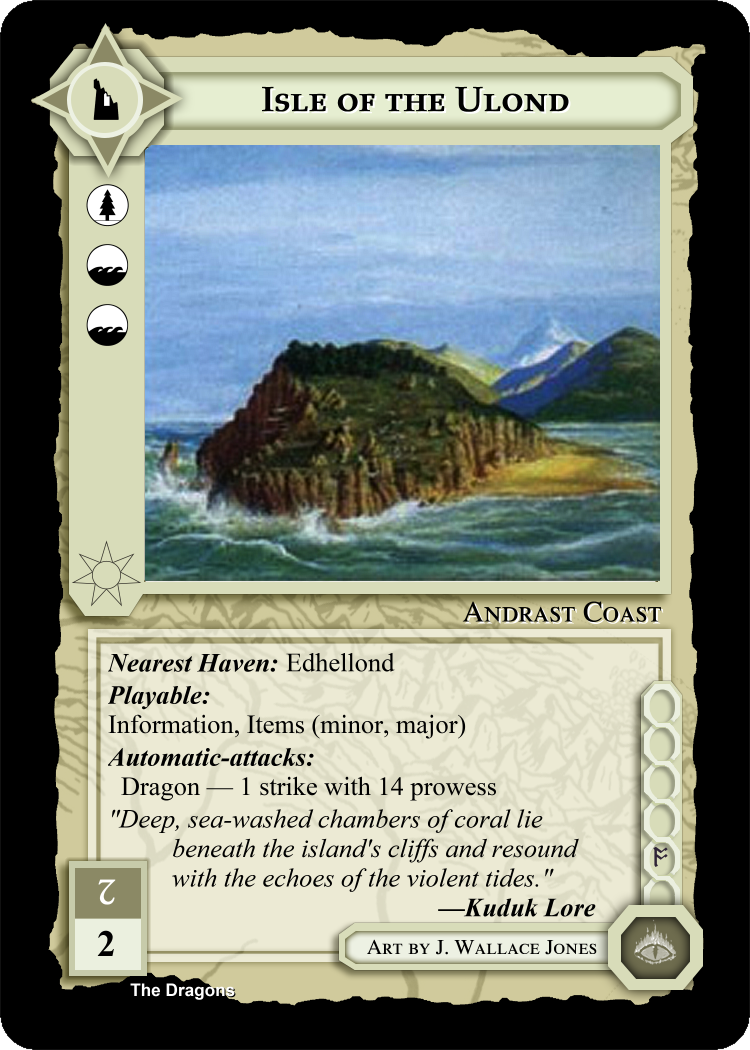 Isle of the Ulond
Andrast Coast
Nearest Haven: Edhellond
Playable:
Information, Items (minor, major)
Automatic-attacks:
Dragon — 1 strike with 14 prowess
"Deep, sea-washed chambers of coral lie
beneath the island's cliffs and resound
with the echoes of the violent tides."
—Kuduk Lore
2
2
Art by J. Wallace Jones
The Dragons